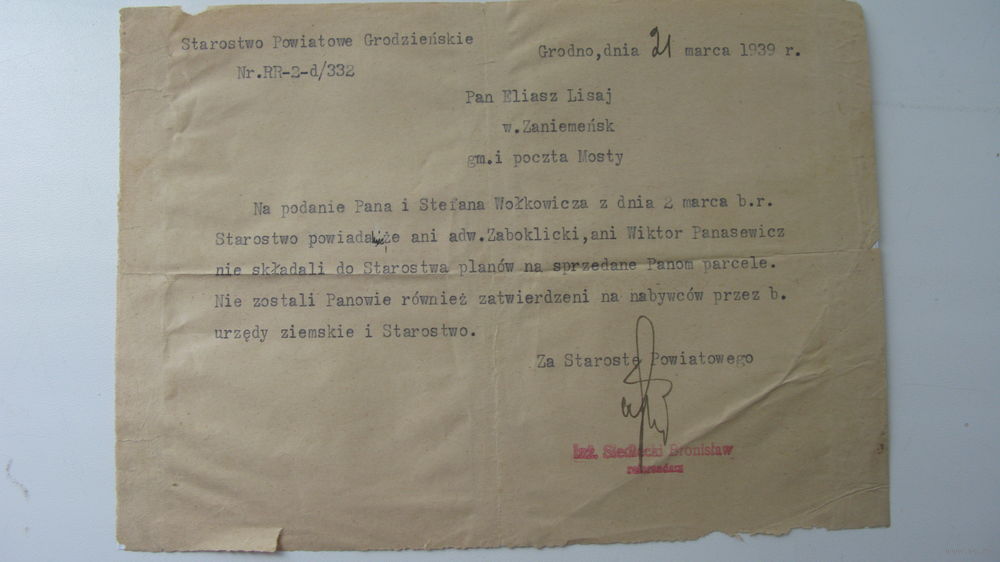 Starostwo Powiatowe Grodzieńskie
Nr.RR-2-d/332
Grodno,dnia 21 marca 1939 r.
Pan Eliasz Lisaj
w.Zaniemeńsk
gm.i poczta Mosty
Na podanie Pana i Stefana Wołkowicza z dnia 2 marca b.r.
Starostwo powiada że ani adw.Zaboklicki,ani Wiktor Panasewicz
nie składali do Starostwa planów na sprzedane Panom parcele.
Nie zostali Panowie również zatwierdzeni na nabywców przez b.
urzędy ziemskie i Starostwo.
Za Starostę Powiatowego
Inż. Siedlecki Bronisław
referendarz